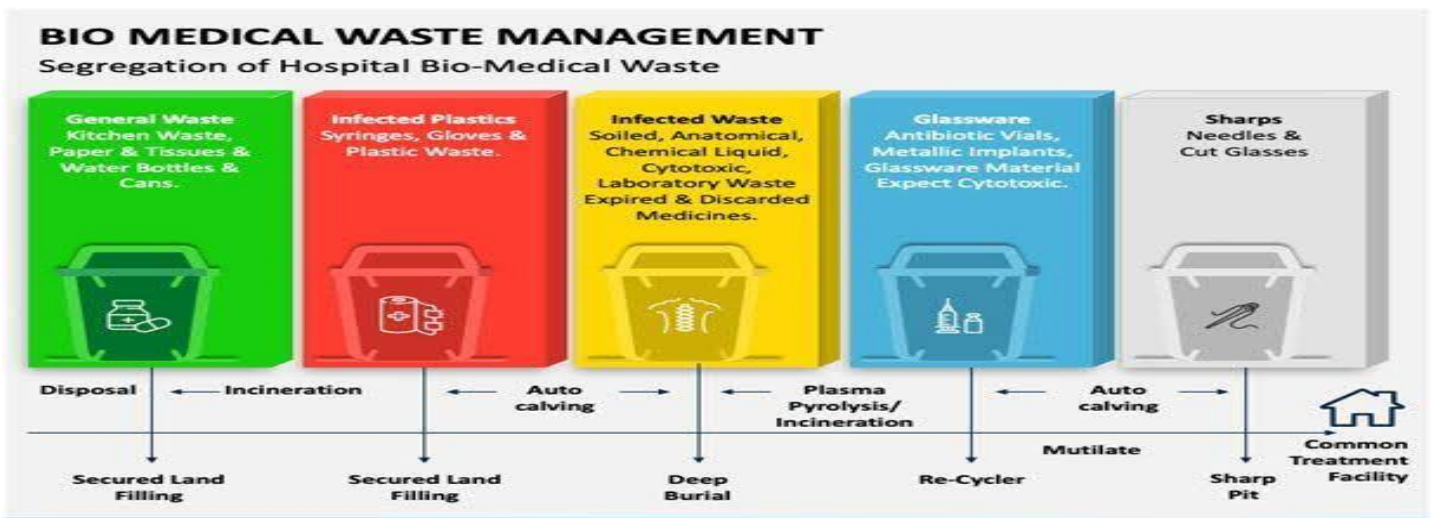 BIO MEDICAL WASTE MANAGEMENT
Segregation of Hospital Bio-Medical Waste
General Waste
Kitchen Waste,
Paper & Tissues &
Water Bottles &
Cans.
Infected Plastics
Syringes, Gloves &
Plastic Waste.
Infected Waste
Soiled, Anatomical,
Chemical Liquid,
Cytotoxic,
Laboratory Waste
Expired & Discarded
Medicines.
Glassware
Antibiotic Vials,
Metallic Implants,
Glassware Material
Expect Cytotoxic.
Sharps
Needles &
Cut Glasses
Disposal
Incineration
Auto
calving
Plasma
Pyrolysis/
Incineration
Auto
calving
Mutilate
Common
Treatment
Facility
Secured Land
Filling
Secured Land
Filling
Deep
Burial
Re-Cycler
Sharp
Pit